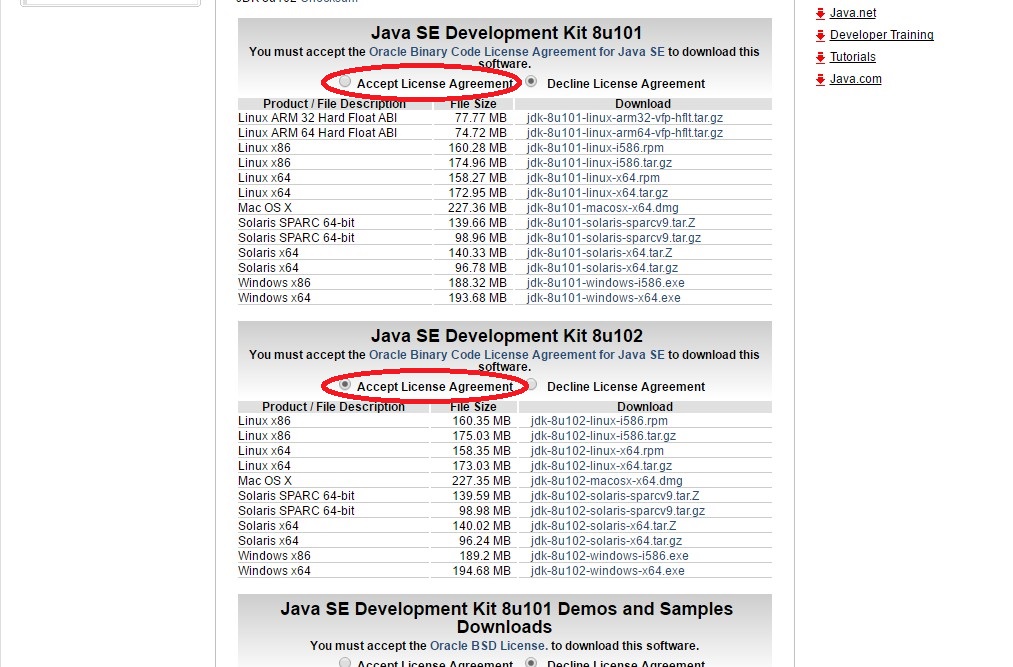 JDK 8u102 Checksum
Java SE Development Kit 8u101
You must accept the Oracle Binary Code License Agreement for Java SE to download this
software.
Accept License Agreement Decline License Agreement
Product / File Description File Size Download
Linux ARM 32 Hard Float ABI 77.77 MB jdk-8u101-linux-arm32-vfp-hflt.tar.gz
Linux ARM 64 Hard Float ABI 74.72 MB jdk-8u101-linux-arm64-vfp-hflt.tar.gz
Linux x86 160.28 MB jdk-8u101-linux-i586.rpm
Linux x86 174.96 MB jdk-8u101-linux-i586.tar.gz
Linux x64 158.27 MB jdk-8u101-linux-x64.rpm
Linux x64 172.95 MB jdk-8u101-linux-x64.tar.gz
Mac OS X 227.36 MB jdk-8u101-macosx-x64.dmg
Solaris SPARC 64-bit 139.66 MB jdk-8u101-solaris-sparcv9.tar.Z
Solaris SPARC 64-bit 98.96 MB jdk-8u101-solaris-sparcv9.tar.gz
Solaris x64 140.33 MB jdk-8u101-solaris-x64.tar.Z
Solaris x64 96.78 MB jdk-8u101-solaris-x64.tar.gz
Windows x86 188.32 MB jdk-8u101-windows-i586.exe
Windows x64 193.68 MB jdk-8u101-windows-x64.exe
Java SE Development Kit 8u102
You must accept the Oracle Binary Code License Agreement for Java SE to download this
software.
Accept License Agreement Decline License Agreement
Product / File Description File Size Download
Linux x86 160.35 MB jdk-8u102-linux-i586.rpm
Linux x86 175.03 MB jdk-8u102-linux-i586.tar.gz
Linux x64 158.35 MB jdk-8u102-linux-x64.rpm
Linux x64 173.03 MB jdk-8u102-linux-x64.tar.gz
Mac OS X 227.35 MB jdk-8u102-macosx-x64.dmg
Solaris SPARC 64-bit 139.59 MB jdk-8u102-solaris-sparcv9.tar.Z
Solaris SPARC 64-bit 98.98 MB jdk-8u102-solaris-sparcv9.tar.gz
Solaris x64 140.02 MB jdk-8u102-solaris-x64.tar.Z
Solaris x64 96.24 MB jdk-8u102-solaris-x64.tar.gz
Windows x86 189.2 MB jdk-8u102-windows-i586.exe
Windows x64 194.68 MB jdk-8u102-windows-x64.exe
Java SE Development Kit 8u101 Demos and Samples
Downloads
You must accept the Oracle BSD License. to download this software.
Accept License Agreement Decline License Agreement
Java.net
Developer Training
Tutorials
Java.com